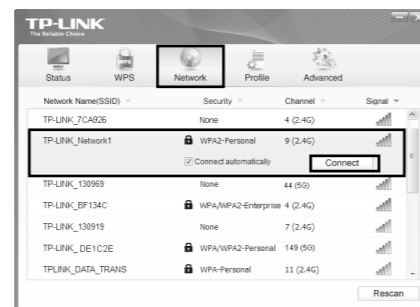 TP-LINK
The Reliable Choice
Status WPS Network Profile Advanced
Network Name(SSID) Security Channel Signal
TP-LINK_7CA926 None 4 (2.4G)
TP-LINK_Network1 WPA2-Personal 9 (2.4G)
Connect automatically Connect
TP-LINK_130969 None 44 (5G)
TP-LINK_BF134C WPA/WPA2-Enterprise 4 (2.4G)
TP-LINK_130919 None 7 (2.4G)
TP-LINK_DE1C2E WPA/WPA2-Personal 149 (5G)
TPLINK_DATA_TRANS WPA-Personal 11 (2.4G)
Rescan